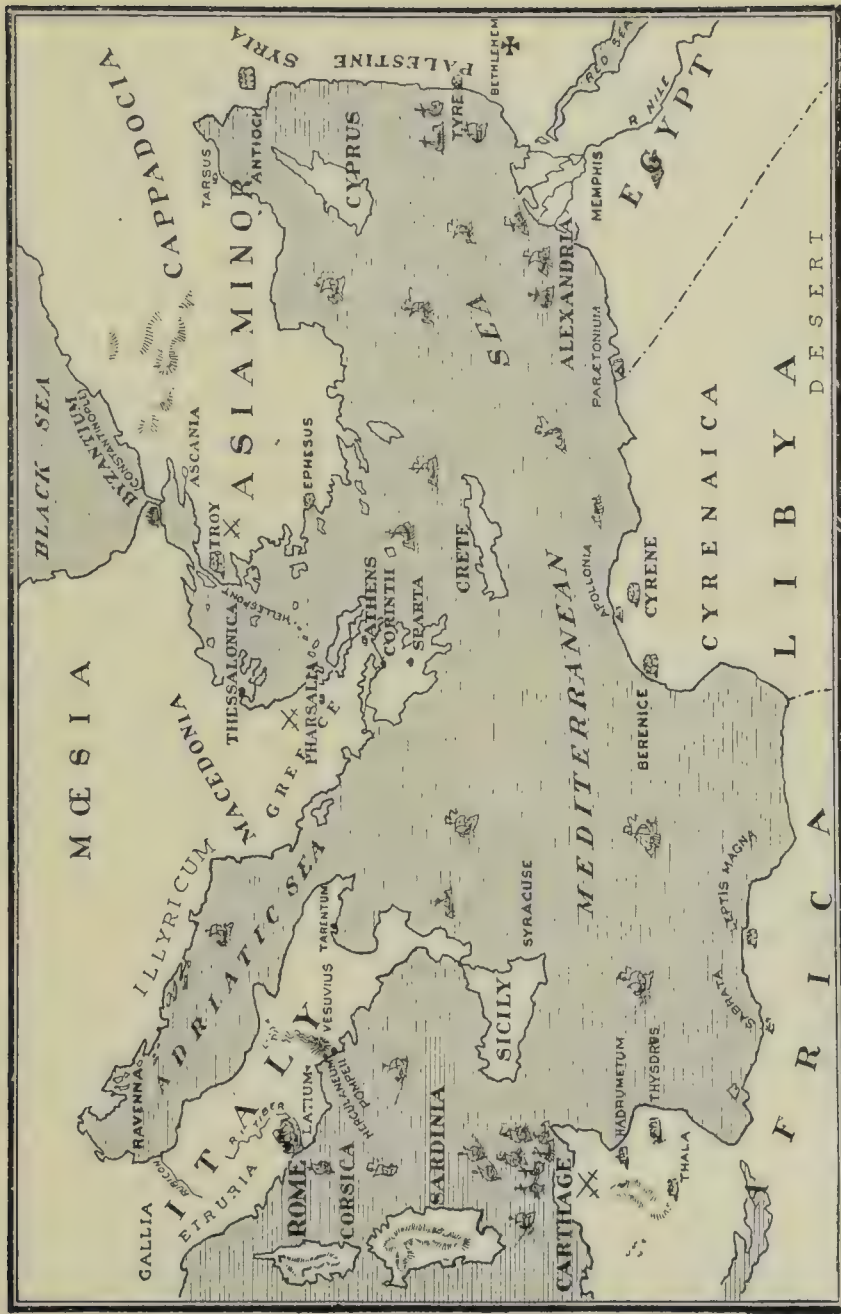 GALLIA
RUBICON
RAVENNA
ETRURIA
ITALY
R. TIBER
ROME
LATIUM
HERCULANEUM
POMPEII
VESUVIUS
TARENTUM
CORSICA
SARDINIA
SICILY
SYRACUSE
ADRIATIC SEA
ILLYRICUM
MŒSIA
MACEDONIA
GREECE
THESSALONICA
PHARSALIA
ATHENS
CORINTH
SPARTA
CRETE
HELLESPONT
TROY
BLACK SEA
BYZANTIUM
(CONSTANTINOPLE)
ASCANIA
ASIA MINOR
EPHESUS
CAPPADOCIA
TARSUS
ANTIOCH
SYRIA
CYPRUS
PALESTINE
TYRE
BETHLEHEM
RED SEA
R. NILE
EGYPT
MEMPHIS
ALEXANDRIA
PARÆTONIUM
MEDITERRANEAN SEA
APOLLONIA
CYRENE
BERENICE
CYRENAICA
LIBYA
DESERT
CARTHAGE
HADRUMETUM
THYSDRUS
THALA
SABRATA
LEPTIS MAGNA
AFRICA